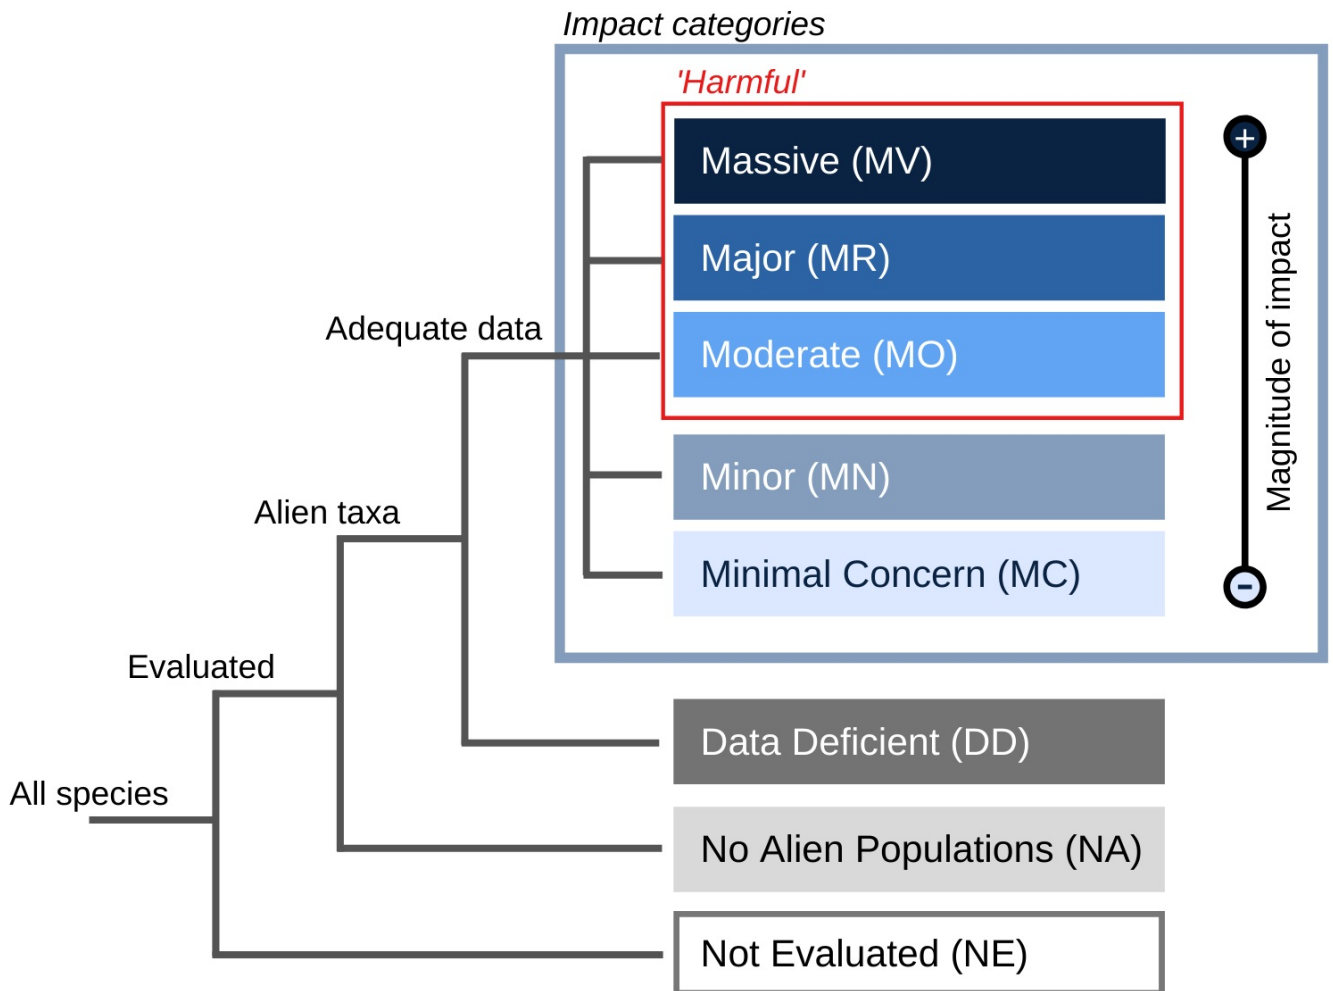 Impact categories
'Harmful'
Massive (MV)
+
Major (MR)
Magnitude of impact
Adequate data
Moderate (MO)
Minor (MN)
Alien taxa
Minimal Concern (MC)
-
Evaluated
Data Deficient (DD)
All species
No Alien Populations (NA)
Not Evaluated (NE)